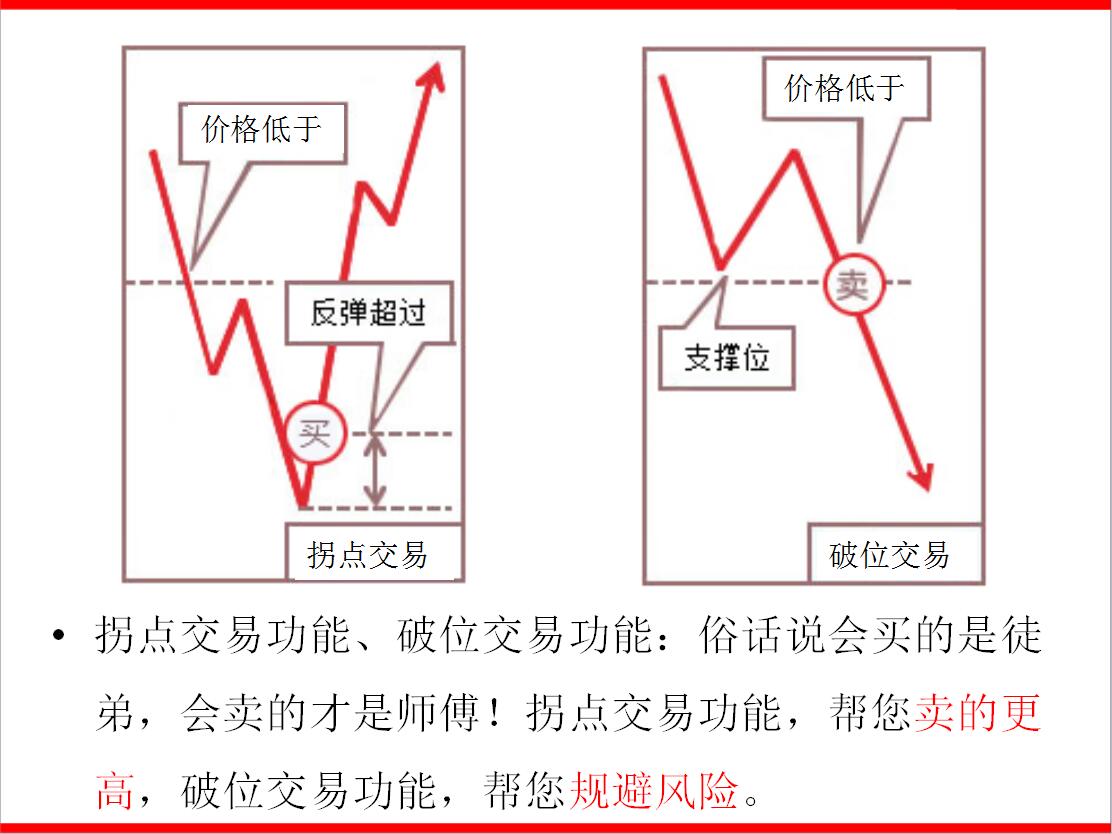 价格低于
反弹超过
买
拐点交易
价格低于
卖
支撑位
破位交易
• 拐点交易功能、破位交易功能：俗话说会买的是徒
弟，会卖的才是师傅！拐点交易功能，帮您卖的更
高，破位交易功能，帮您规避风险。